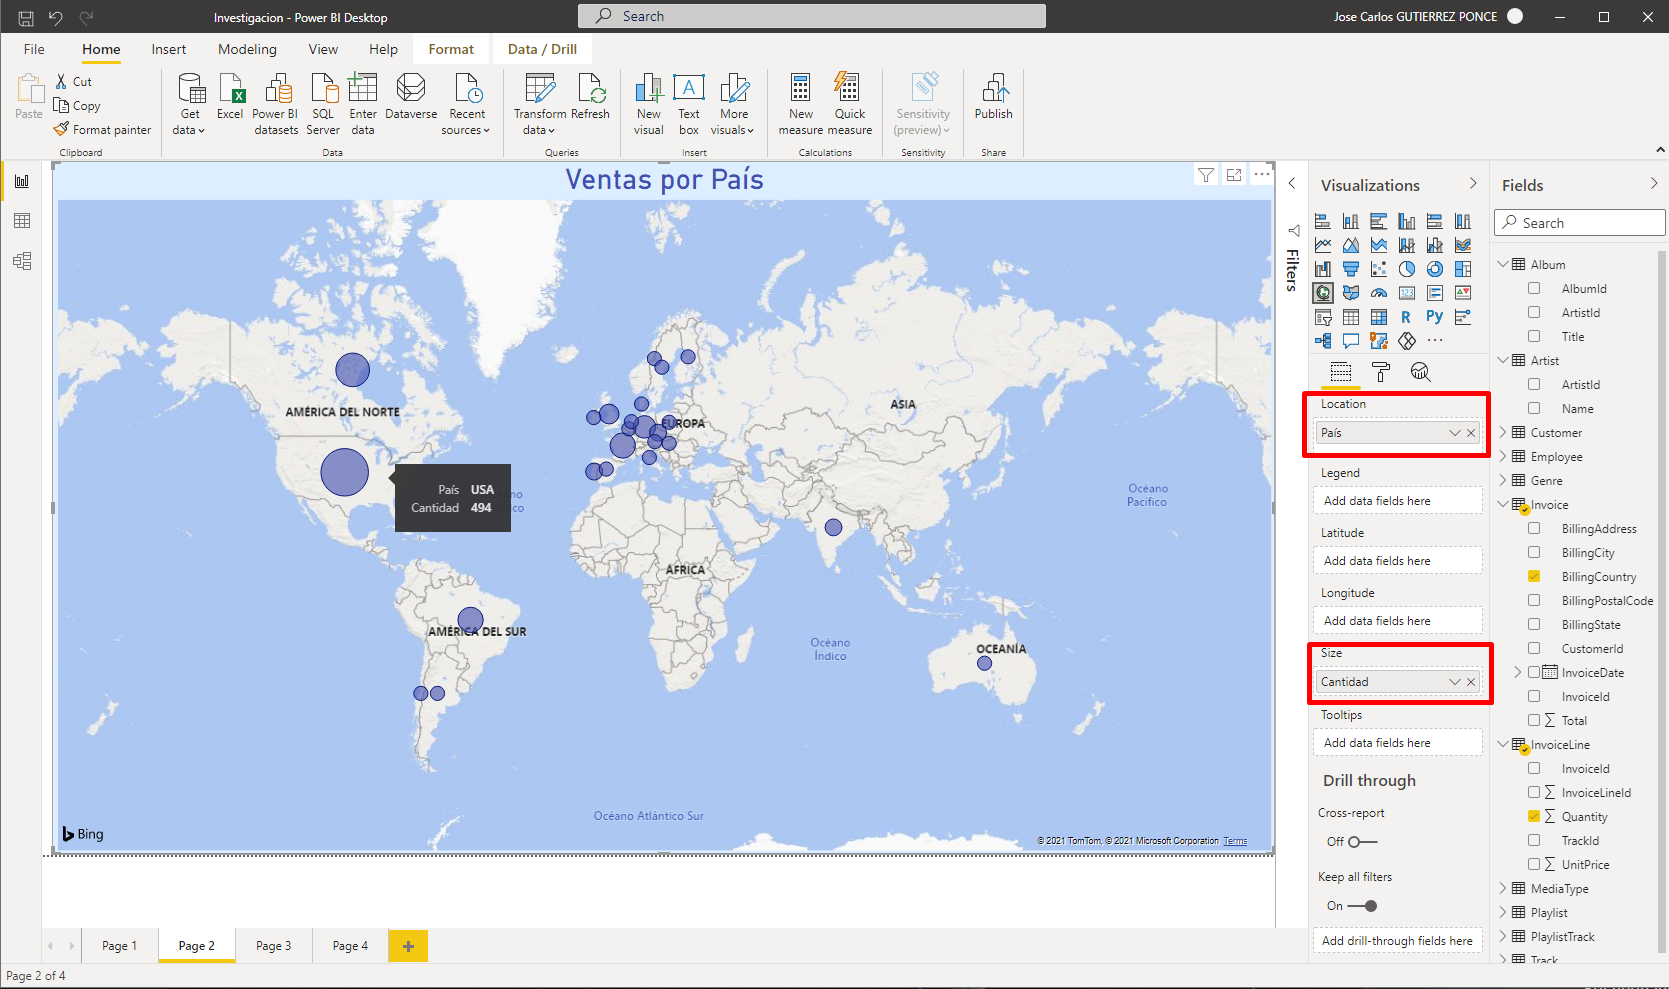 Investigacion - Power BI Desktop
Search
Jose Carlos GUTIERREZ PONCE
File
Home
Insert
Modeling
View
Help
Format
Data / Drill
Paste
Cut
Copy
Format painter
Get data
Excel
Power BI datasets
SQL Server
Enter data
Dataverse
Recent sources
Transform data
Refresh
New visual
Text box
More visuals
New measure
Quick measure
Sensitivity (preview)
Publish
Clipboard
Data
Queries
Insert
Calculations
Sensitivity
Share
Ventas por País
AMÉRICA DEL NORTE
EUROPA
ASIA
País USA
Cantidad 494
Océano
Pacífico
ÁFRICA
AMÉRICA DEL SUR
Océano
Índico
OCEANÍA
Océano Atlántico Sur
Bing
© 2021 TomTom, © 2021 Microsoft Corporation Terms
Filters
Visualizations
R
Py
123
Location
País
Legend
Add data fields here
Latitude
Add data fields here
Longitude
Add data fields here
Size
Cantidad
Tooltips
Add data fields here
Drill through
Cross-report
Off
Keep all filters
On
Add drill-through fields here
Fields
Search
Album
AlbumId
ArtistId
Title
Artist
ArtistId
Name
Customer
Employee
Genre
Invoice
BillingAddress
BillingCity
BillingCountry
BillingPostalCode
BillingState
CustomerId
InvoiceDate
InvoiceId
Total
InvoiceLine
InvoiceId
InvoiceLineId
Quantity
TrackId
UnitPrice
MediaType
Playlist
PlaylistTrack
Track
Page 1
Page 2
Page 3
Page 4
Page 2 of 4